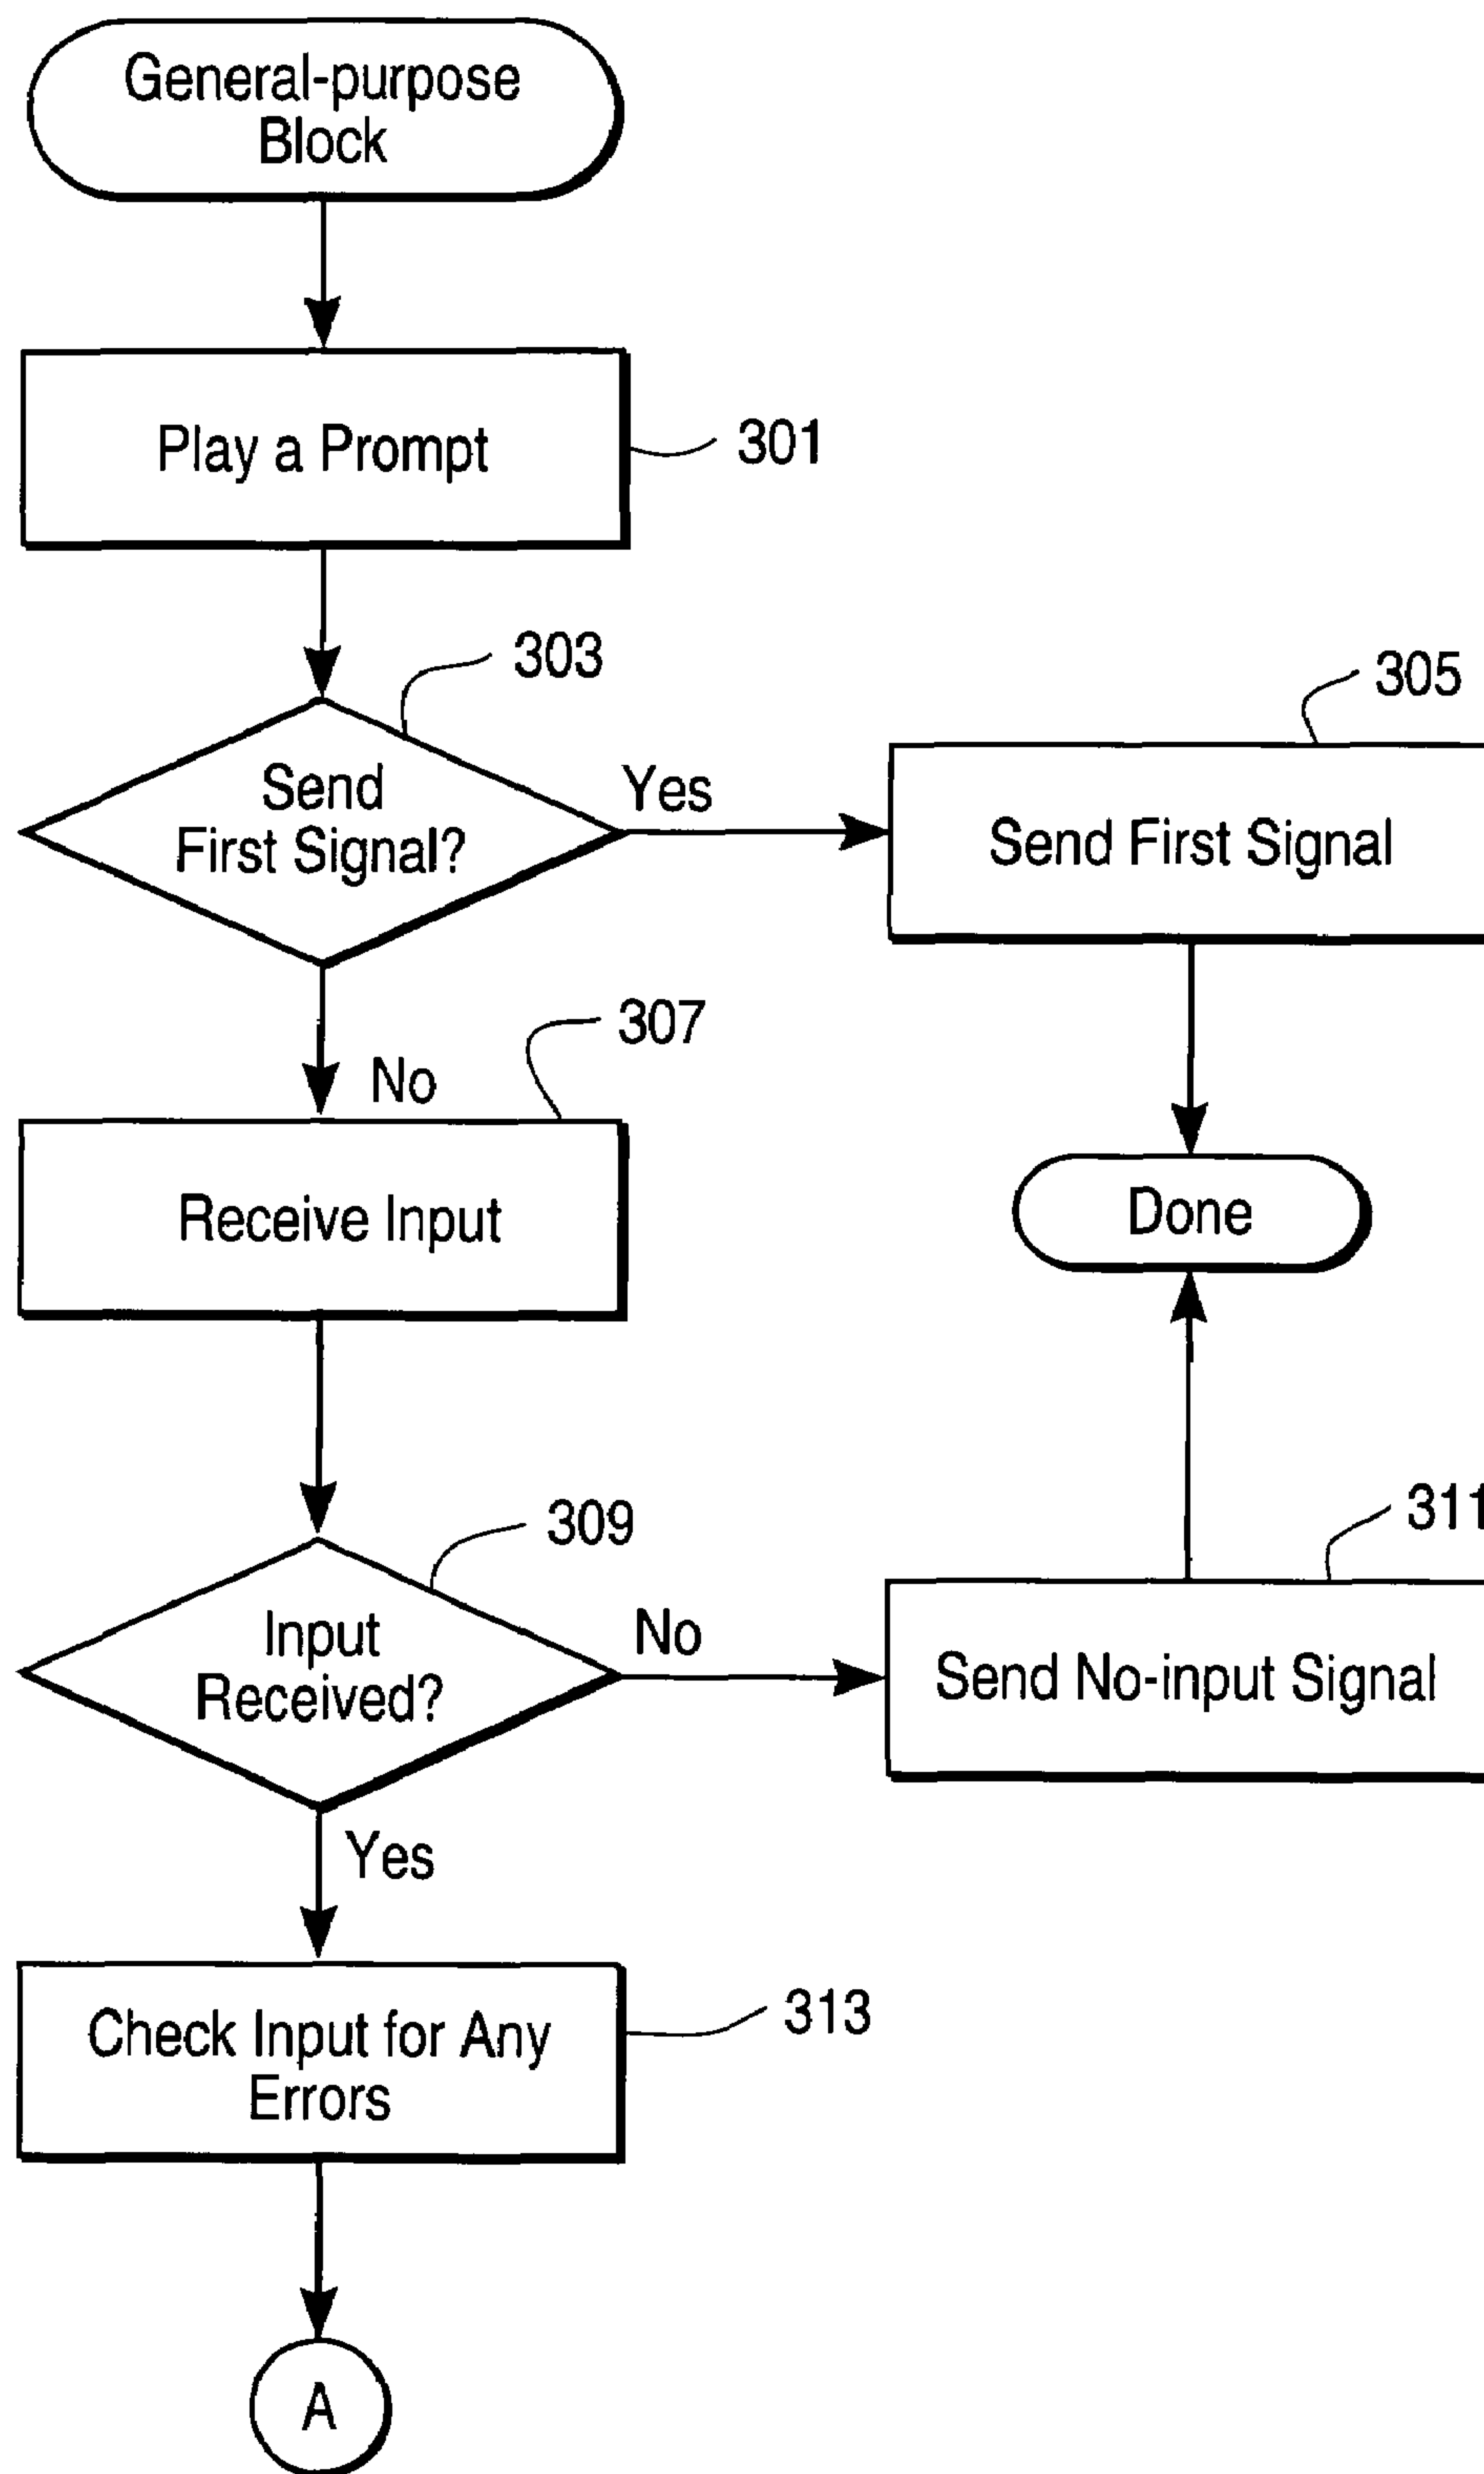 General-purpose
Block
Play a Prompt
301
303
Send
First Signal?
Yes
305
Send First Signal
No
307
Receive Input
Done
309
Input
Received?
No
311
Send No-input Signal
Yes
Check Input for Any
Errors
313
A